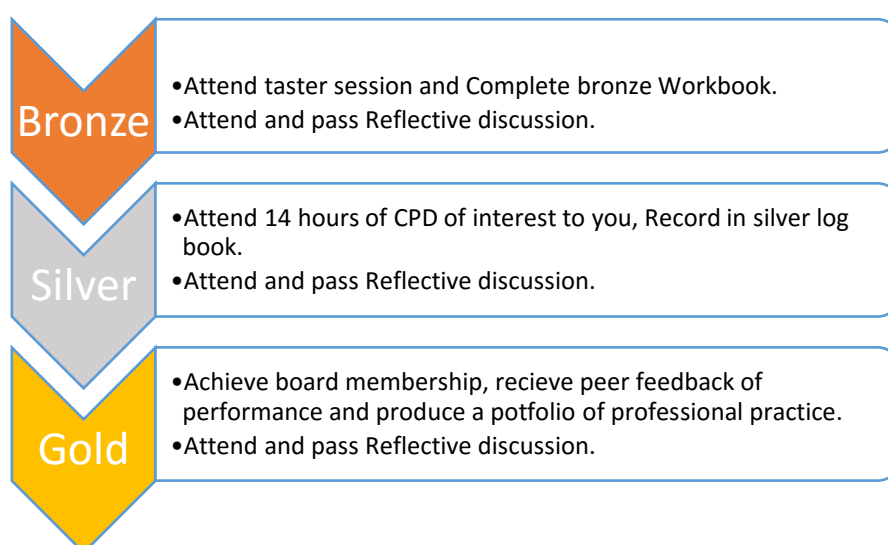 Bronze
•Attend taster session and Complete bronze Workbook.
•Attend and pass Reflective discussion.
Silver
•Attend 14 hours of CPD of interest to you, Record in silver log
book.
•Attend and pass Reflective discussion.
Gold
•Achieve board membership, recieve peer feedback of
performance and produce a potfolio of professional practice.
•Attend and pass Reflective discussion.